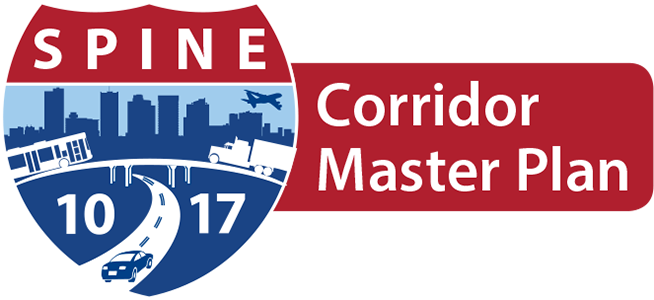 SPINE
10 17
Corridor
Master Plan